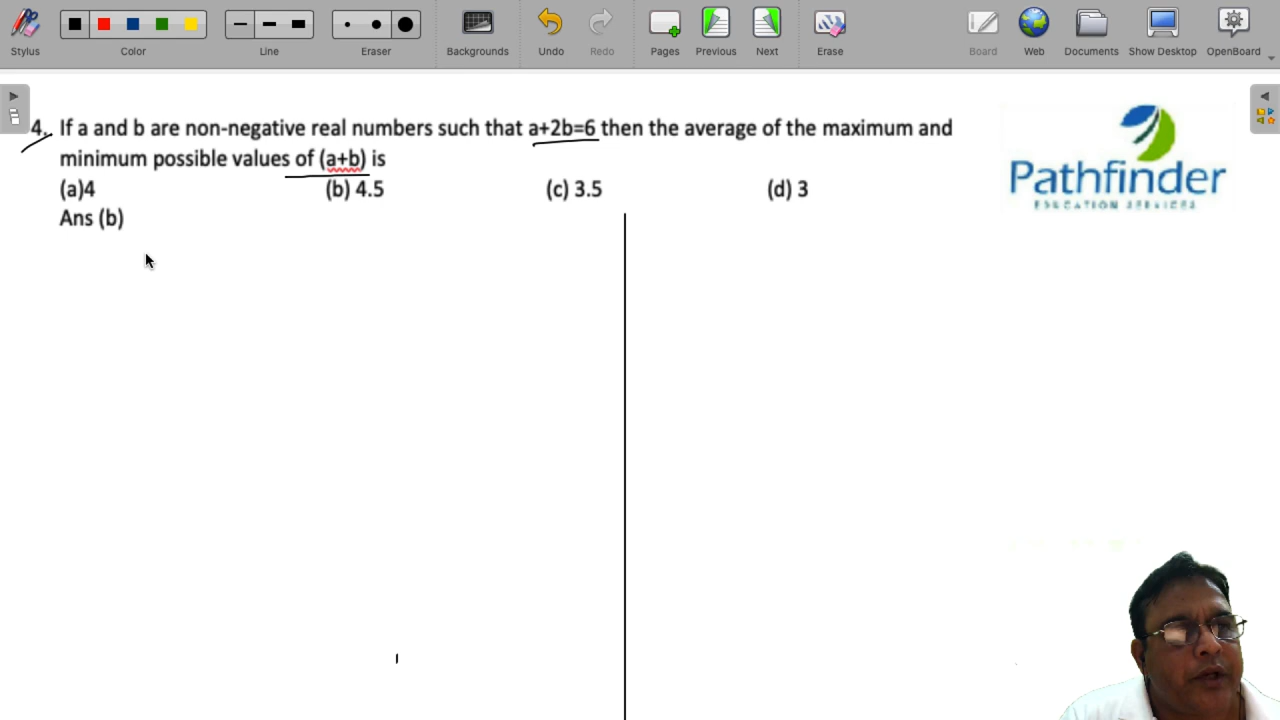 Stylus
Color
Line
Eraser
Backgrounds
Undo
Redo
Pages
Previous
Next
Erase
Board
Web
Documents
Show Desktop
OpenBoard
4. If a and b are non-negative real numbers such that a+2b=6 then the average of the maximum and
minimum possible values of (a+b) is
(a)4 (b) 4.5 (c) 3.5 (d) 3
Ans (b)
Pathfinder
EDUCATION SERVICES